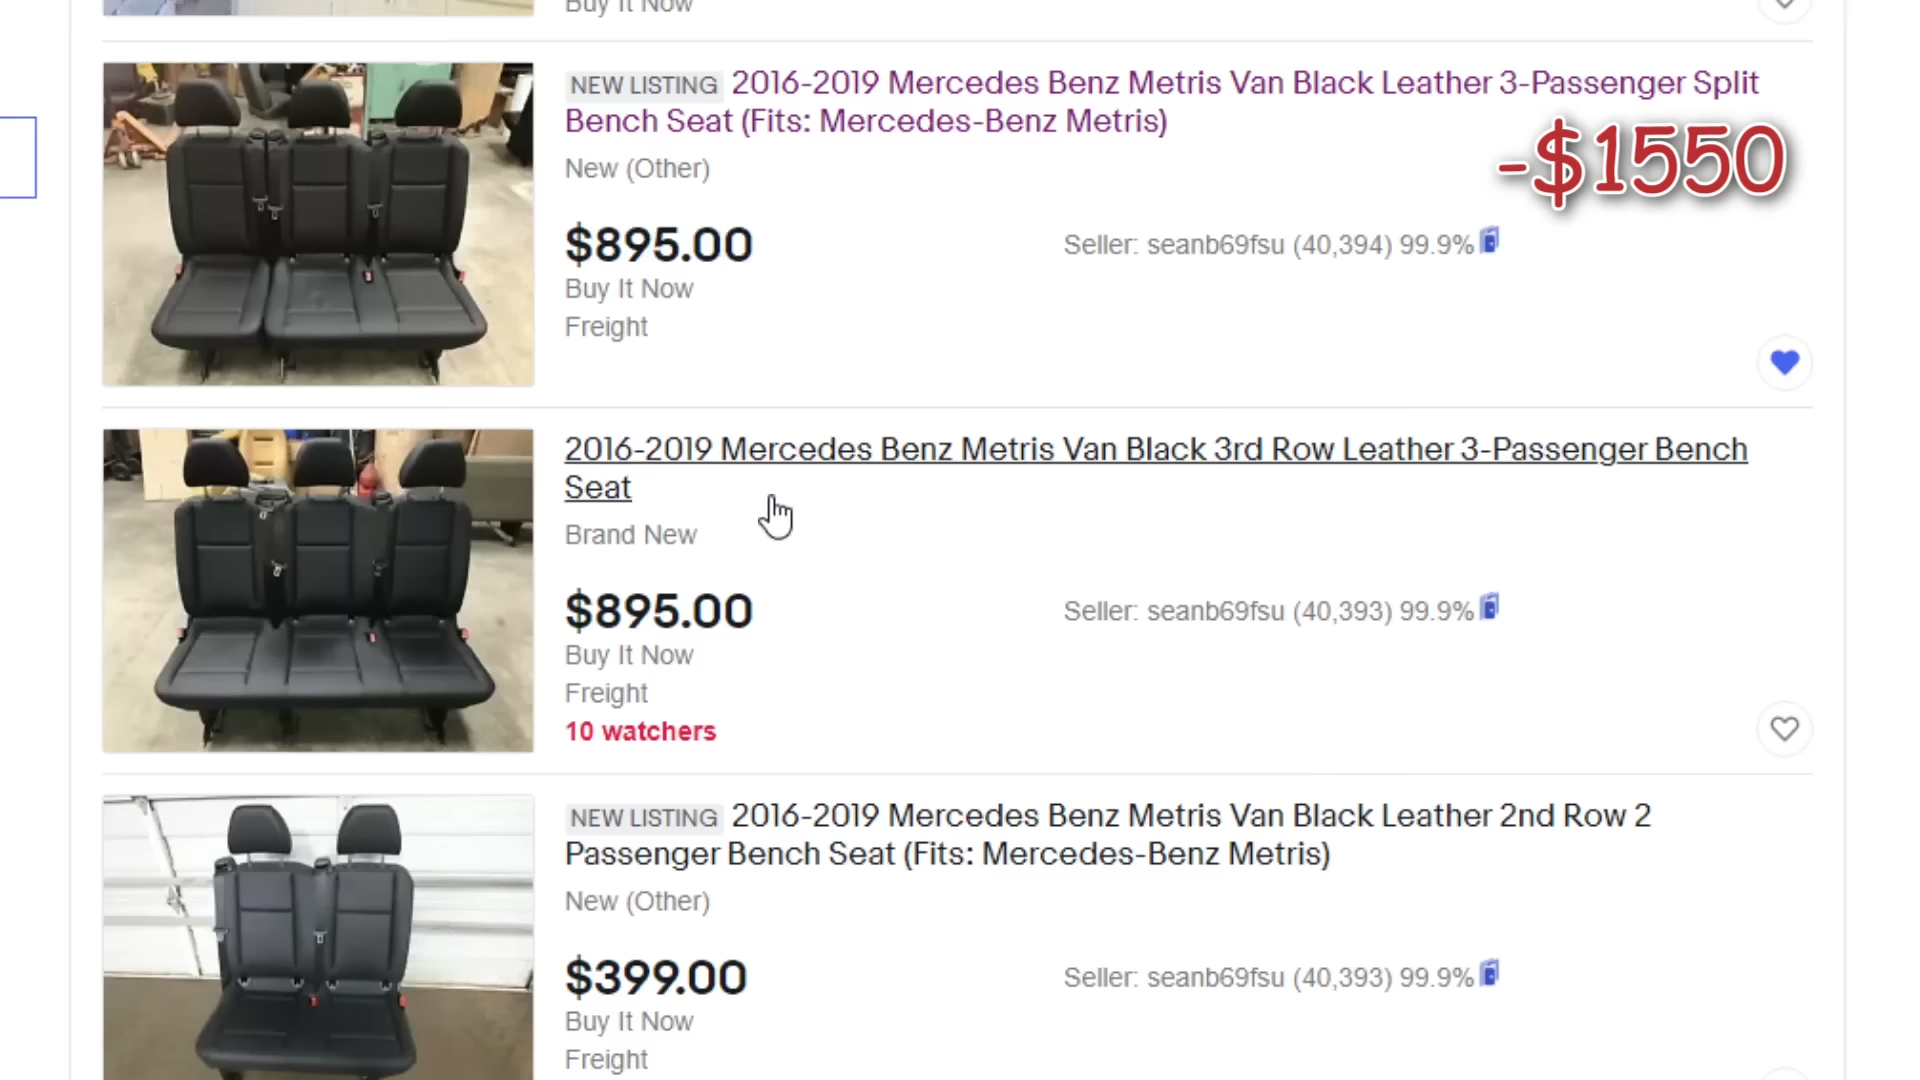 Buy It Now
NEW LISTING 2016-2019 Mercedes Benz Metris Van Black Leather 3-Passenger Split
Bench Seat (Fits: Mercedes-Benz Metris)
-$1550
New (Other)
$895.00
Seller: seanb69fsu (40,394) 99.9%
Buy It Now
Freight
2016-2019 Mercedes Benz Metris Van Black 3rd Row Leather 3-Passenger Bench
Seat
Brand New
$895.00
Seller: seanb69fsu (40,393) 99.9%
Buy It Now
Freight
10 watchers
NEW LISTING 2016-2019 Mercedes Benz Metris Van Black Leather 2nd Row 2
Passenger Bench Seat (Fits: Mercedes-Benz Metris)
New (Other)
$399.00
Seller: seanb69fsu (40,393) 99.9%
Buy It Now
Freight